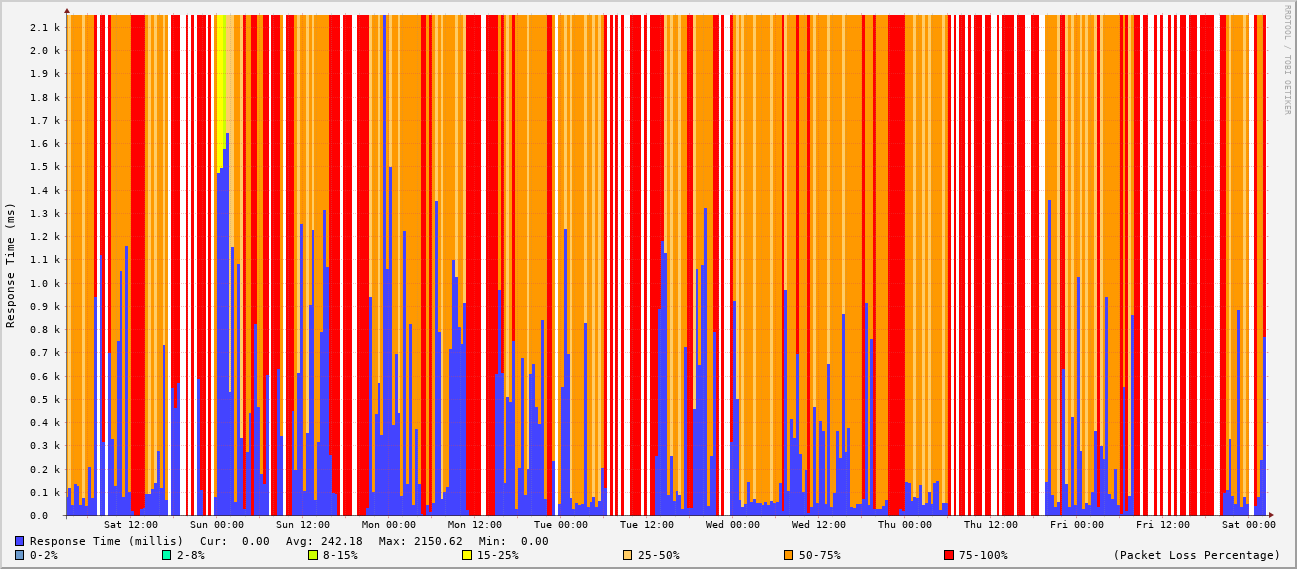 RRDTOOL / TOBI OETIKER
Response Time (ms)
2.1 k
2.0 k
1.9 k
1.8 k
1.7 k
1.6 k
1.5 k
1.4 k
1.3 k
1.2 k
1.1 k
1.0 k
0.9 k
0.8 k
0.7 k
0.6 k
0.5 k
0.4 k
0.3 k
0.2 k
0.1 k
0.0
Sat 12:00 Sun 00:00 Sun 12:00 Mon 00:00 Mon 12:00 Tue 00:00 Tue 12:00 Wed 00:00 Wed 12:00 Thu 00:00 Thu 12:00 Fri 00:00 Fri 12:00 Sat 00:00
Response Time (millis) Cur: 0.00 Avg: 242.18 Max: 2150.62 Min: 0.00
0-2% 2-8% 8-15% 15-25% 25-50% 50-75% 75-100% (Packet Loss Percentage)